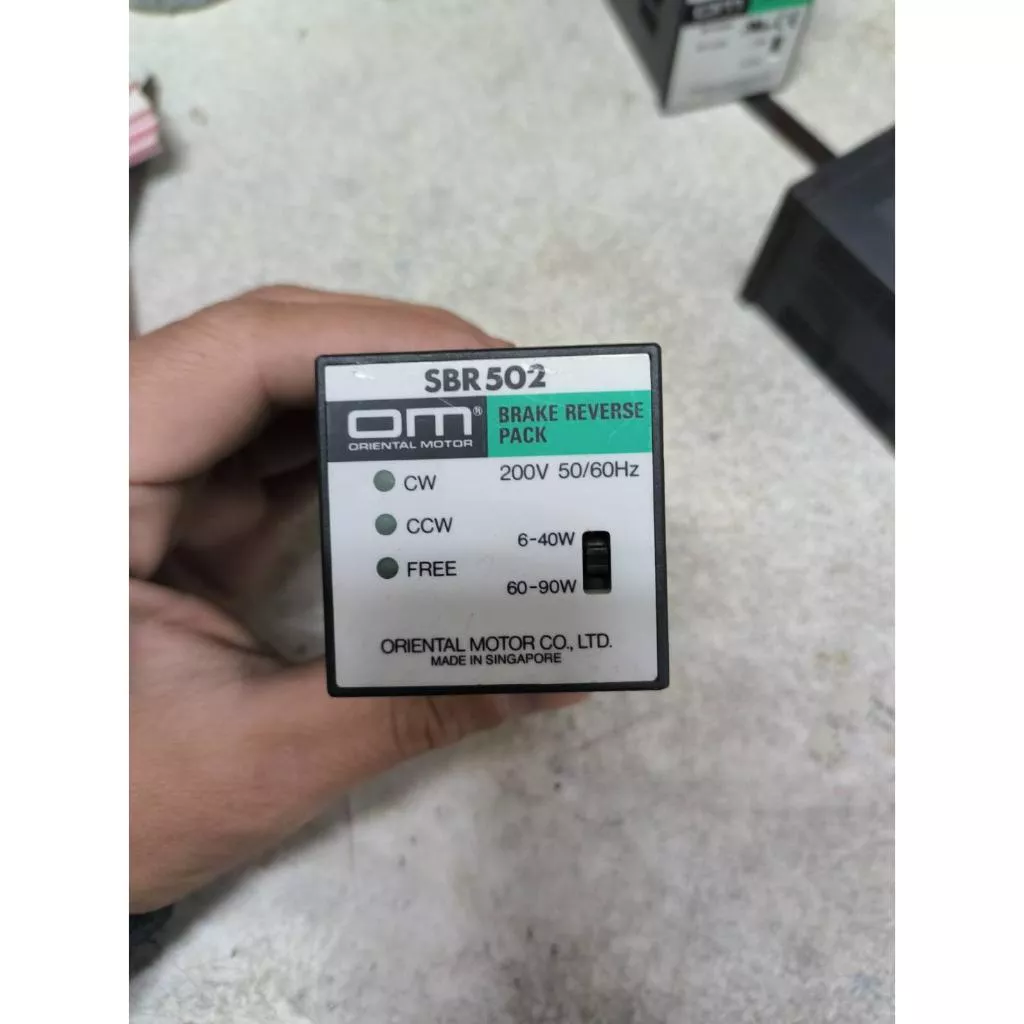 SBR502
om®
ORIENTAL MOTOR
BRAKE REVERSE
PACK
200V 50/60Hz
CW
CCW
FREE
6-40W
60-90W
ORIENTAL MOTOR CO., LTD.
MADE IN SINGAPORE
om